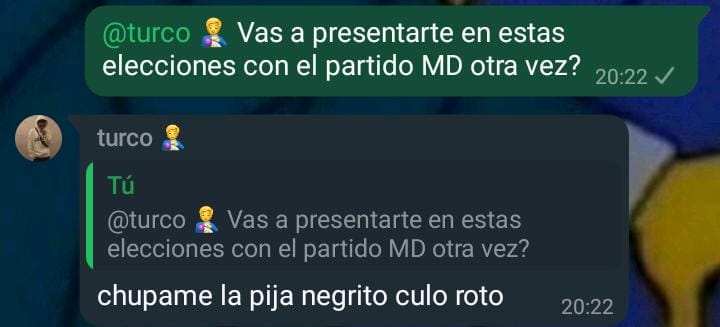 @turco 🤱‍♂️ Vas a presentarte en estas
elecciones con el partido MD otra vez?
20:22
turco 🤱‍♂️
Tú
@turco 🤱‍♂️ Vas a presentarte en estas
elecciones con el partido MD otra vez?
chupame la pija negrito culo roto
20:22